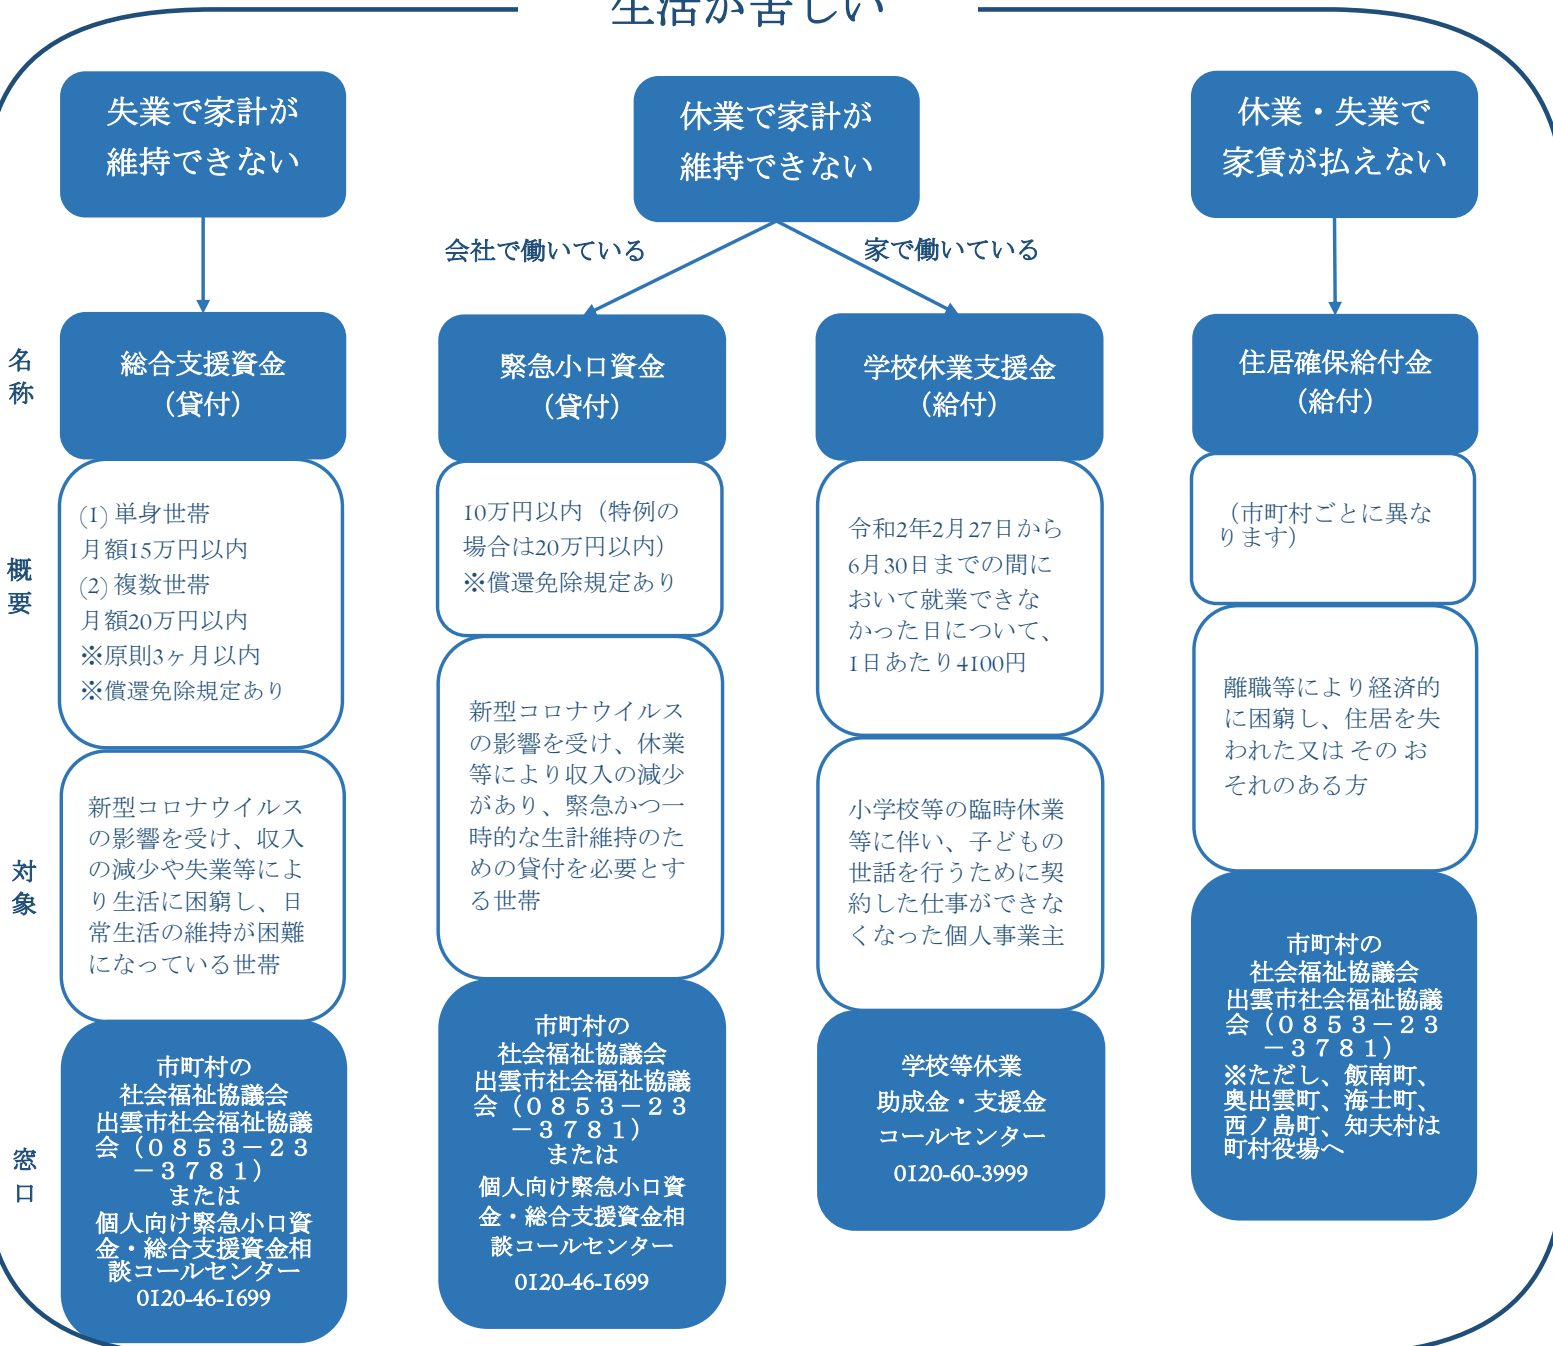 生活が苦しい
失業で家計が
維持できない
休業で家計が
維持できない
休業・失業で
家賃が払えない
会社で働いている
家で働いている
名称
総合支援資金
（貸付）
緊急小口資金
（貸付）
学校休業支援金
（給付）
住居確保給付金
（給付）
概要
(1) 単身世帯
月額15万円以内
(2) 複数世帯
月額20万円以内
※原則3ヶ月以内
※償還免除規定あり
10万円以内（特例の
場合は20万円以内）
※償還免除規定あり
令和2年2月27日から
6月30日までの間に
おいて就業できな
かった日について、
1日あたり4100円
（市町村ごとに異な
ります）
対象
新型コロナウイルス
の影響を受け、収入
の減少や失業等によ
り生活に困窮し、日
常生活の維持が困難
になっている世帯
新型コロナウイルス
の影響を受け、休業
等により収入の減少
があり、緊急かつ一
時的な生計維持のた
めの貸付を必要とす
る世帯
小学校等の臨時休業
等に伴い、子どもの
世話を行うために契
約した仕事ができな
くなった個人事業主
離職等により経済的
に困窮し、住居を失
われた又は その お
それのある方
窓口
市町村の
社会福祉協議会
出雲市社会福祉協議
会（０８５３－２３
－３７８１）
または
個人向け緊急小口資
金・総合支援資金相
談コールセンター
0120-46-1699
市町村の
社会福祉協議会
出雲市社会福祉協議
会（０８５３－２３
－３７８１）
または
個人向け緊急小口資
金・総合支援資金相
談コールセンター
0120-46-1699
学校等休業
助成金・支援金
コールセンター
0120-60-3999
市町村の
社会福祉協議会
出雲市社会福祉協議
会（０８５３－２３
－３７８１）
※ただし、飯南町、
奥出雲町、海士町、
西ノ島町、知夫村は
町村役場へ